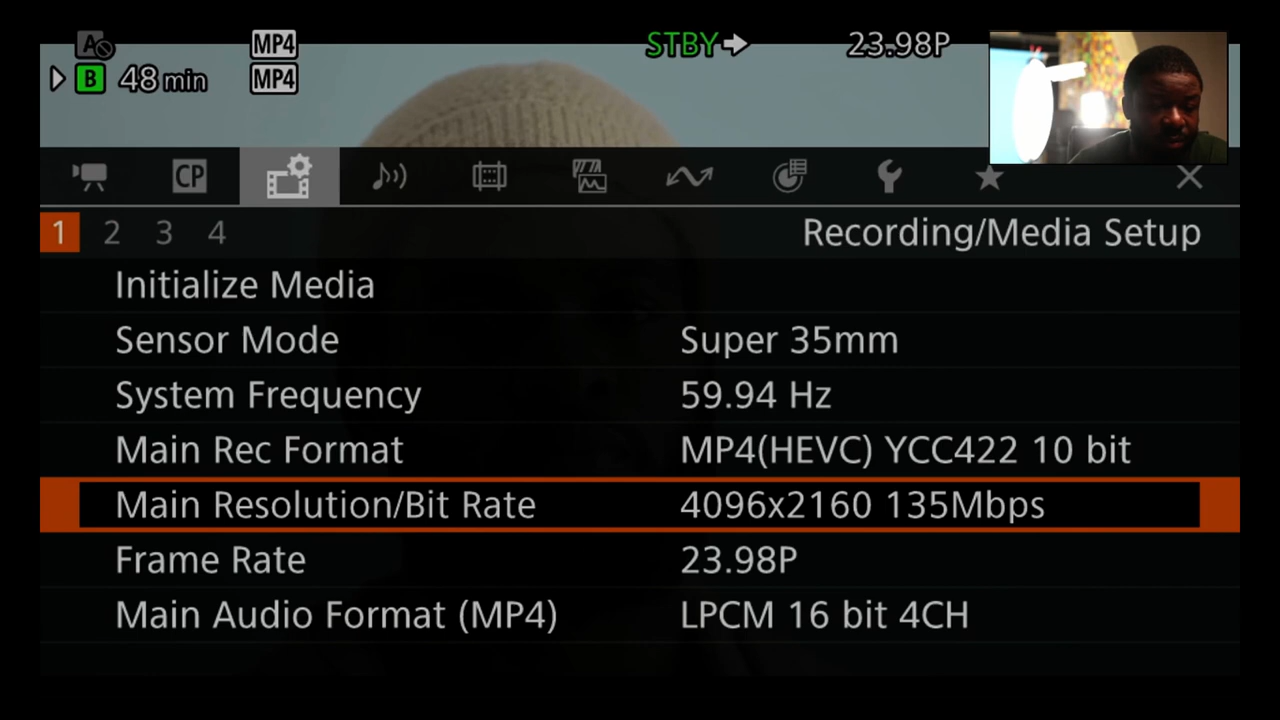 A MP4 STBY 23.98P
B 48 min MP4
CP
1 2 3 4 Recording/Media Setup
Initialize Media
Sensor Mode Super 35mm
System Frequency 59.94 Hz
Main Rec Format MP4(HEVC) YCC422 10 bit
Main Resolution/Bit Rate 4096x2160 135Mbps
Frame Rate 23.98P
Main Audio Format (MP4) LPCM 16 bit 4CH